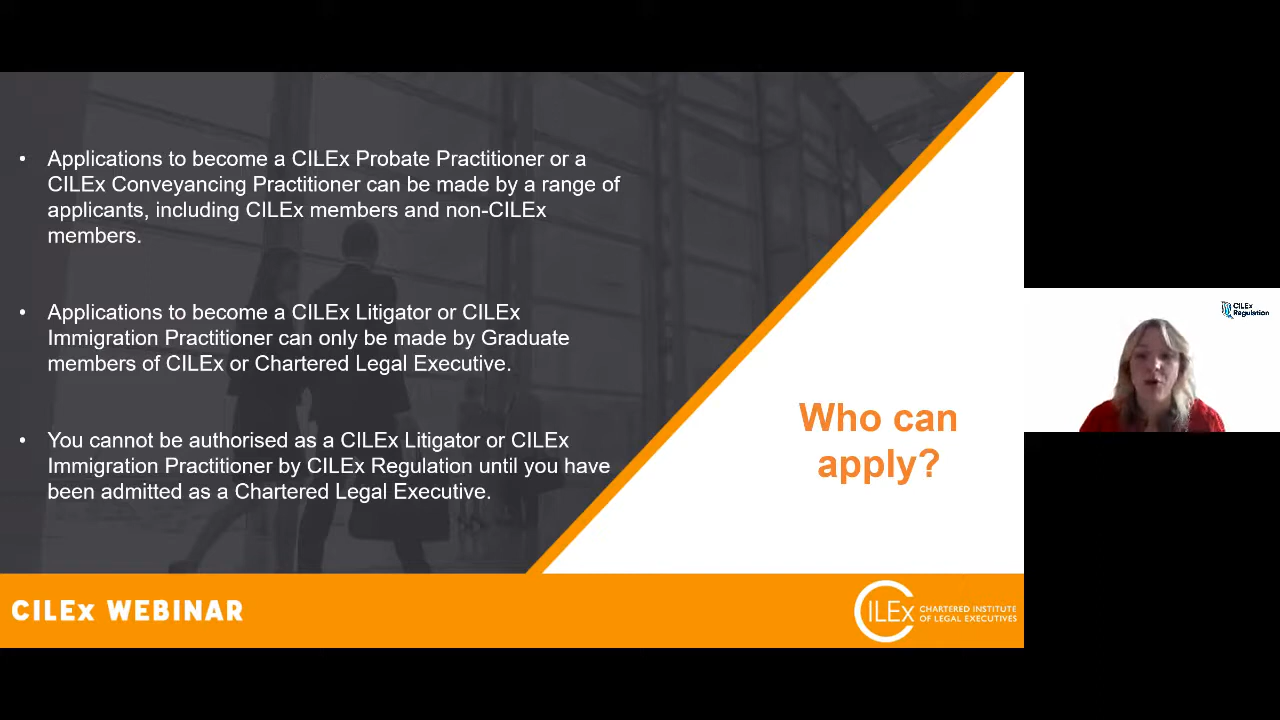 • Applications to become a CILEx Probate Practitioner or a
CILEx Conveyancing Practitioner can be made by a range of
applicants, including CILEx members and non-CILEx
members.
• Applications to become a CILEx Litigator or CILEx
Immigration Practitioner can only be made by Graduate
members of CILEx or Chartered Legal Executive.
• You cannot be authorised as a CILEx Litigator or CILEx
Immigration Practitioner by CILEx Regulation until you have
been admitted as a Chartered Legal Executive.
Who can
apply?
CILEx
Regulation
CILEx WEBINAR
CILEx
CHARTERED INSTITUTE
OF LEGAL EXECUTIVES